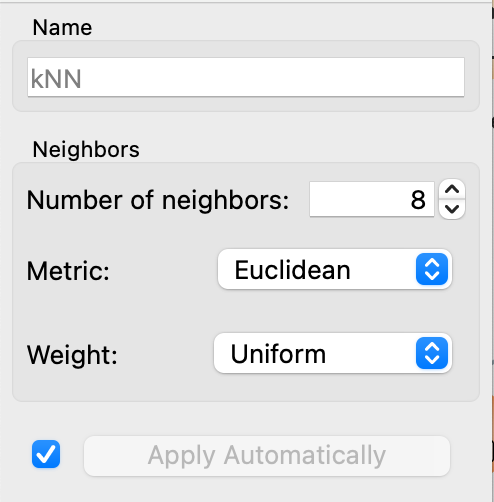 Name
kNN
Neighbors
Number of neighbors: 8
Metric: Euclidean
Weight: Uniform
Apply Automatically